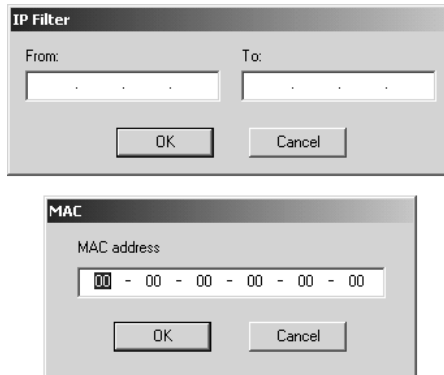 IP Filter
From: To:
. . . . . .
OK Cancel
MAC
MAC address
00 - 00 - 00 - 00 - 00 - 00
OK Cancel